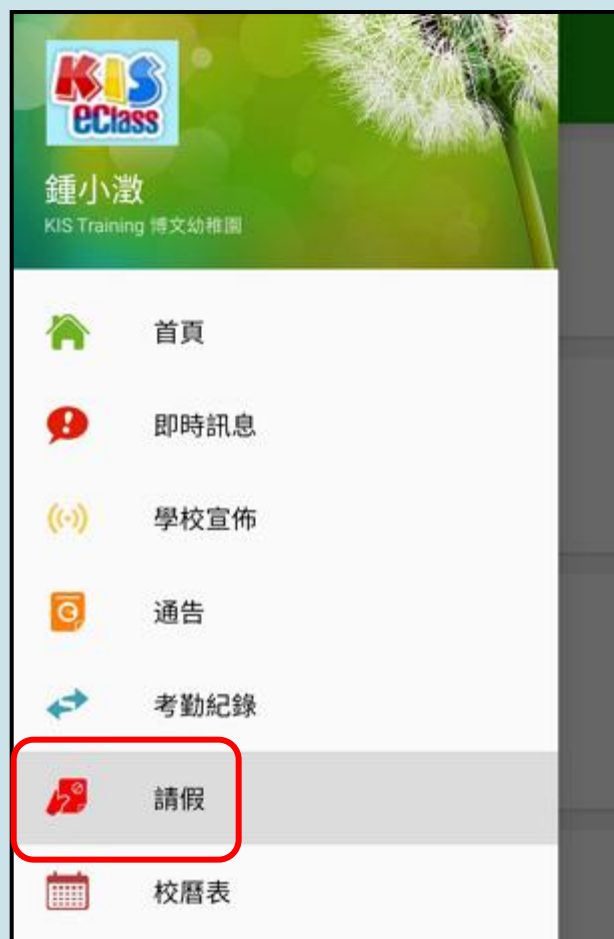 KIS
eClass
鍾小澂
KIS Training 博文幼稚園
首頁
即時訊息
學校宣佈
通告
考勤紀錄
請假
校曆表